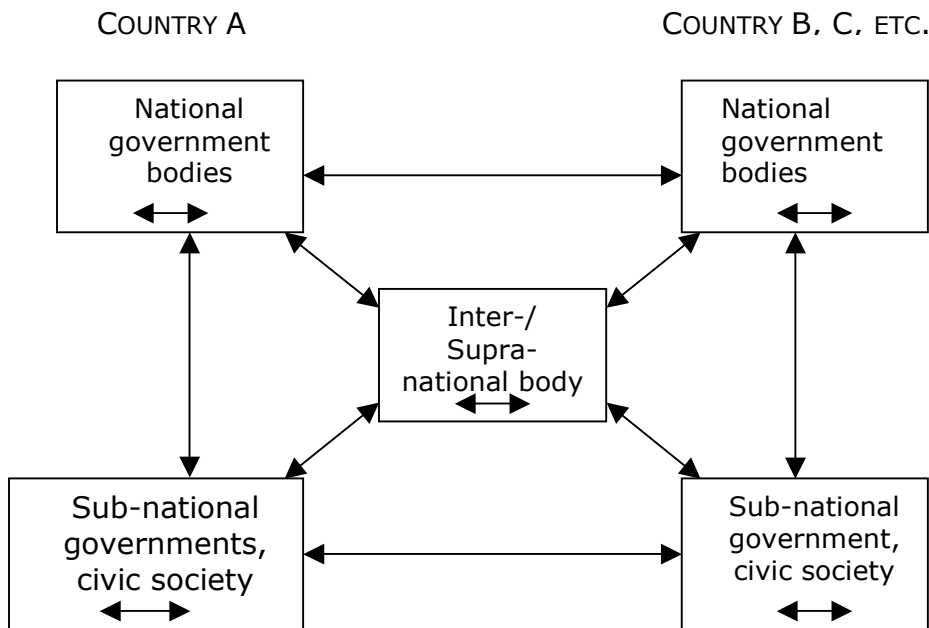 COUNTRY A
COUNTRY B, C, ETC.
National
government
bodies
National
government
bodies
Inter-/
Supra-
national body
Sub-national
governments,
civic society
Sub-national
government,
civic society